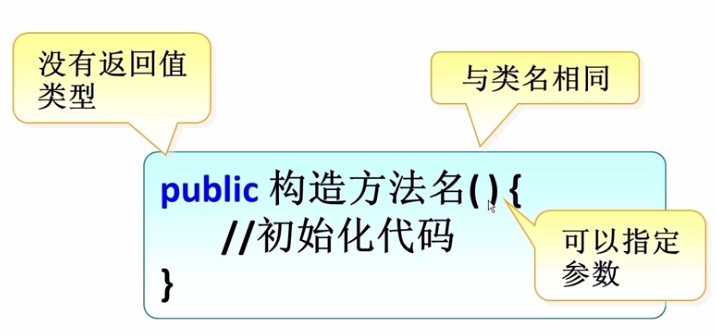 没有返回值
类型
与类名相同
public 构造方法名( ) {
//初始化代码
}
可以指定
参数